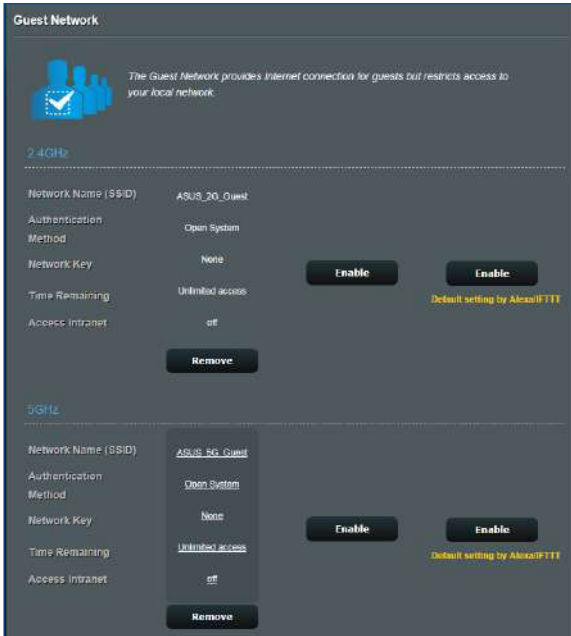 Guest Network
The Guest Network provides Internet connection for guests but restricts access to
your local network.
2.4GHz
Network Name (SSID)
ASUS_2G_Guest
Authentication
Method
Open System
Network Key
None
Enable
Enable
Time Remaining
Unlimited access
Default setting by Alexa/IFTTT
Access Intranet
off
Remove
5GHz
Network Name (SSID)
ASUS_5G_Guest
Authentication
Method
Open System
Network Key
None
Enable
Enable
Time Remaining
Unlimited access
Default setting by Alexa/IFTTT
Access Intranet
off
Remove